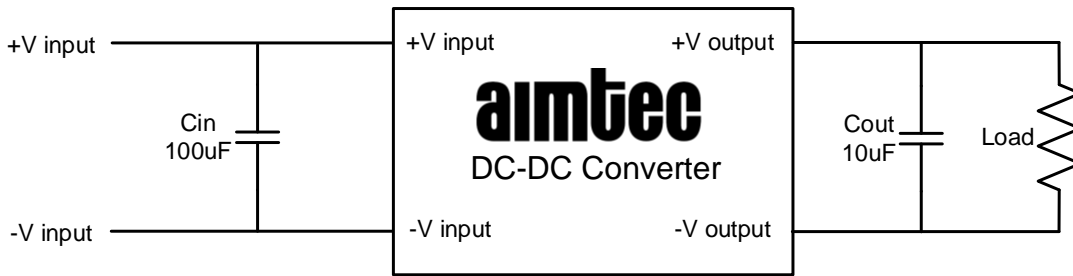 +V input
+V input
+V output
Cin
100uF
aimtec
DC-DC Converter
Cout
10uF
Load
-V input
-V input
-V output